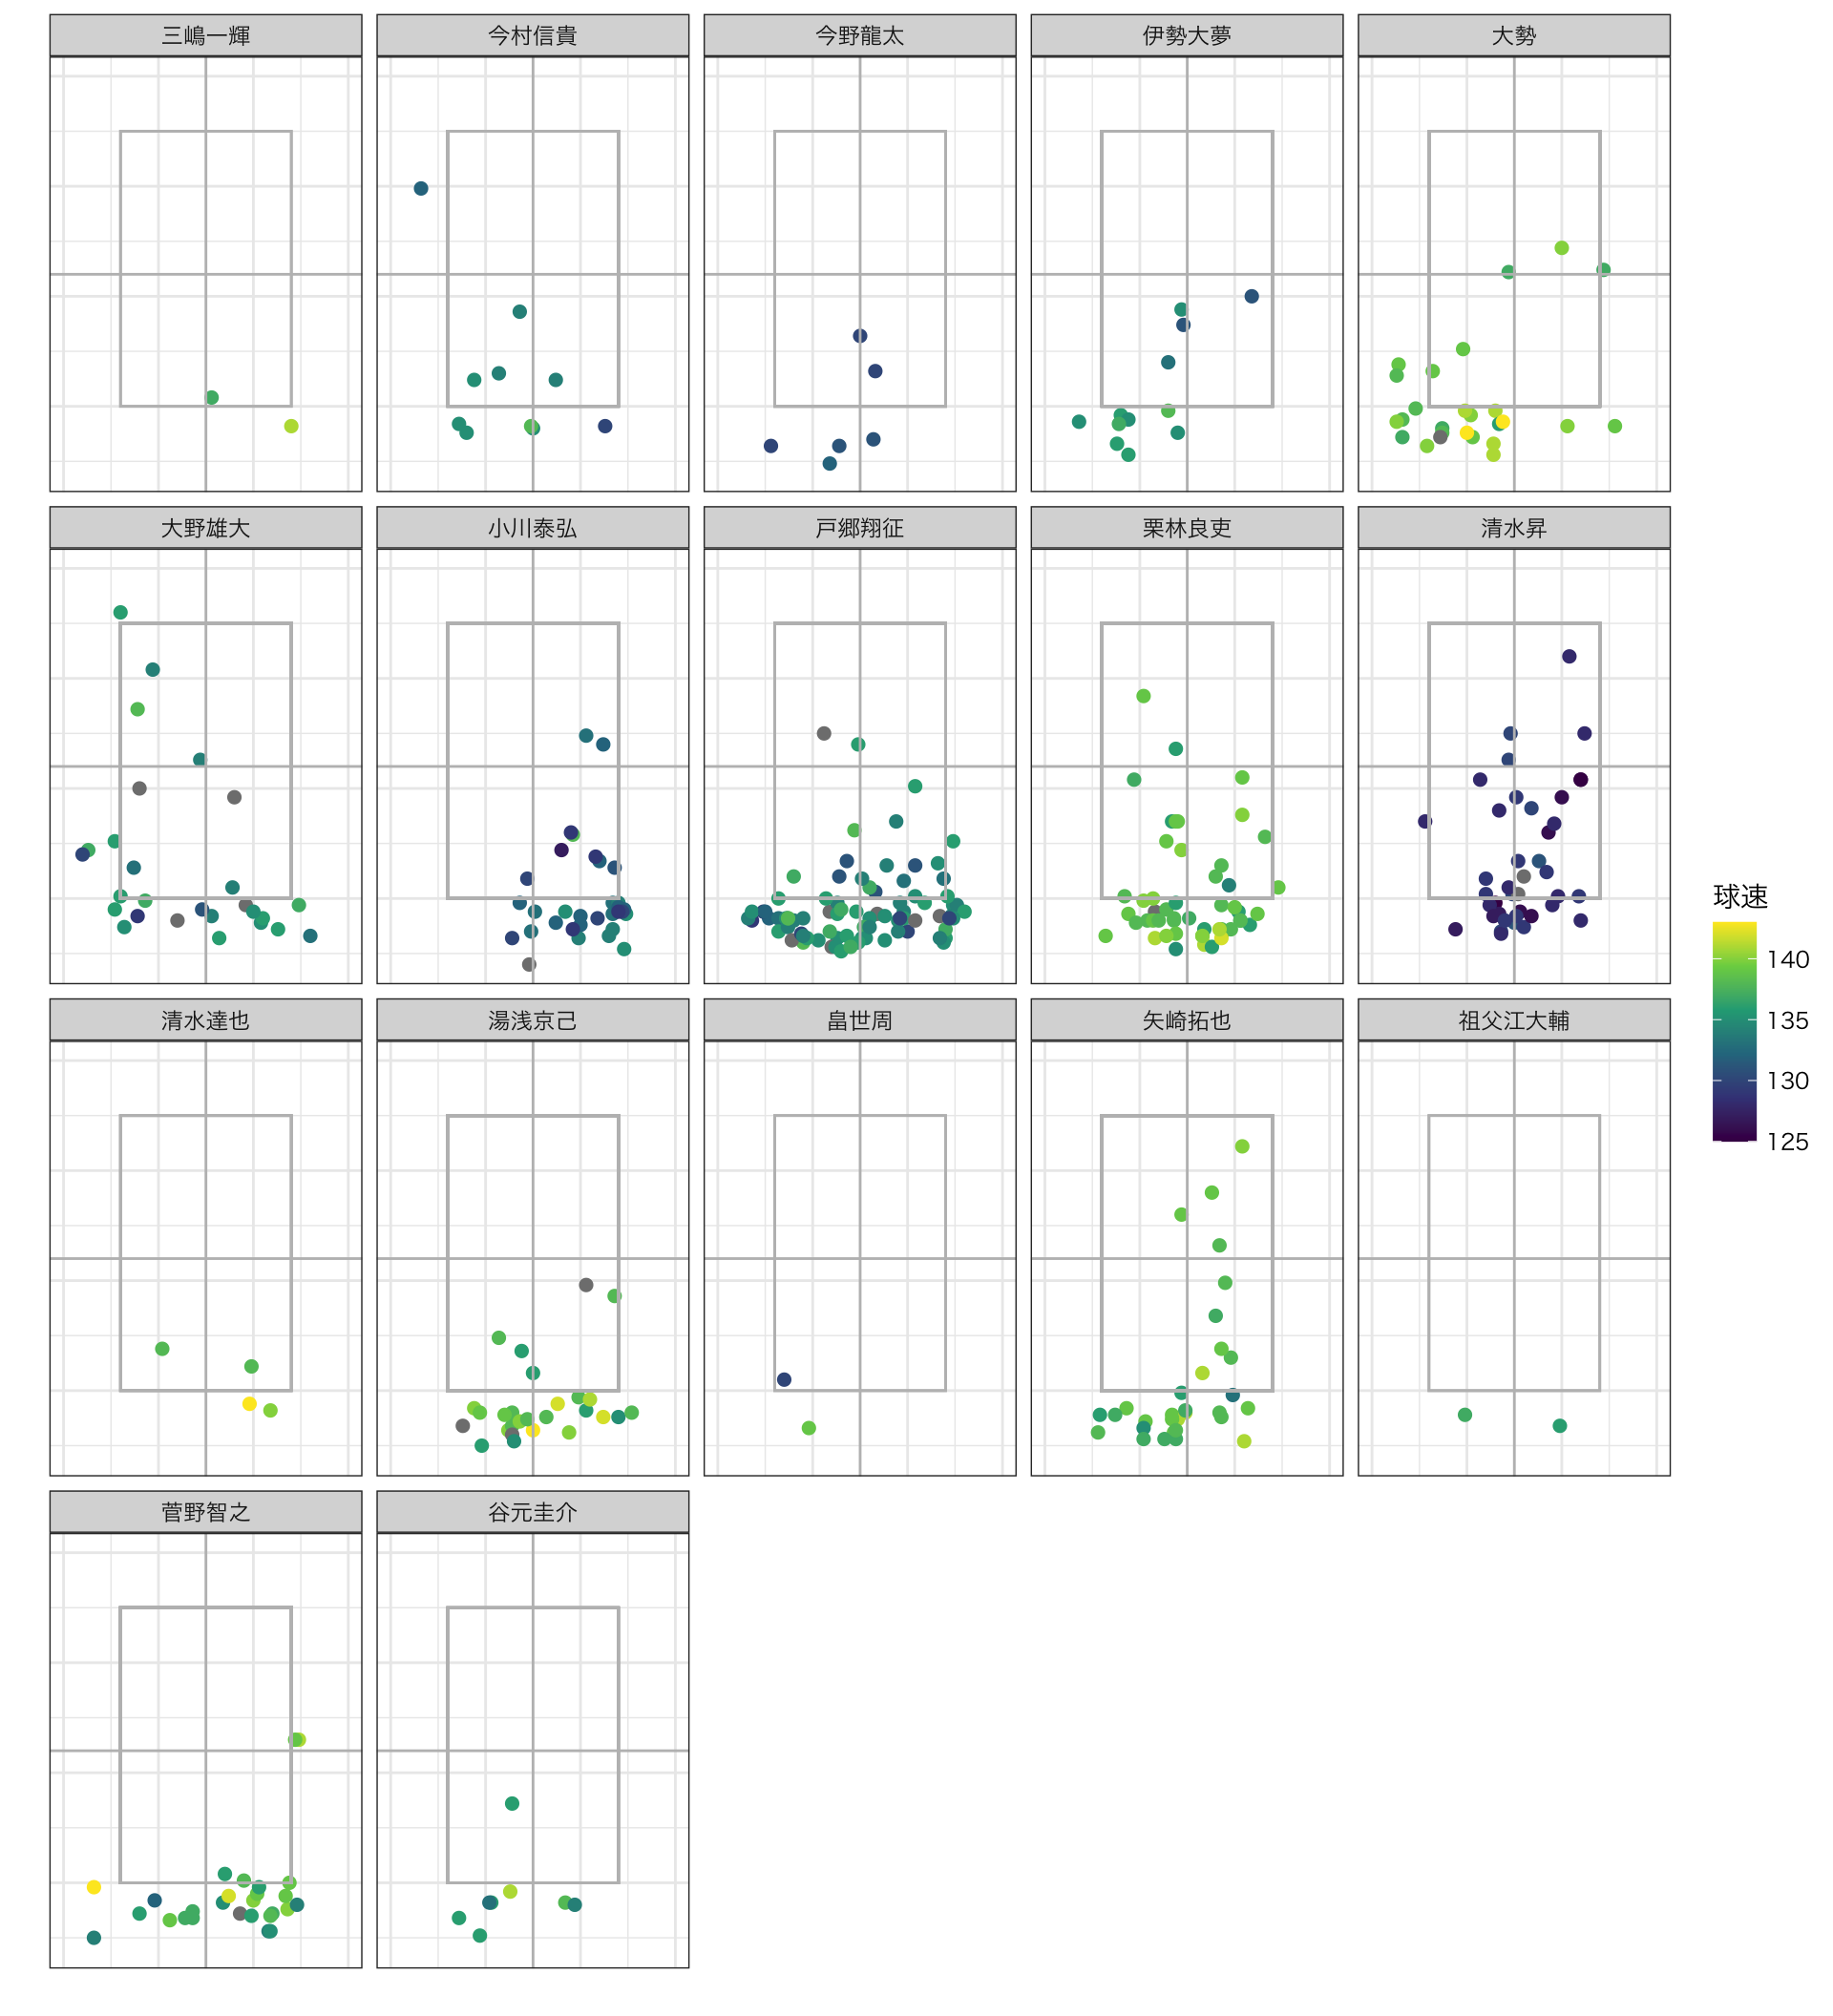 三嶋一輝
今村信貴
今野龍太
伊勢大夢
大勢
大野雄大
小川泰弘
戸郷翔征
栗林良吏
清水昇
清水達也
湯浅京己
畠世周
矢崎拓也
祖父江大輔
菅野智之
谷元圭介
球速
140
135
130
125